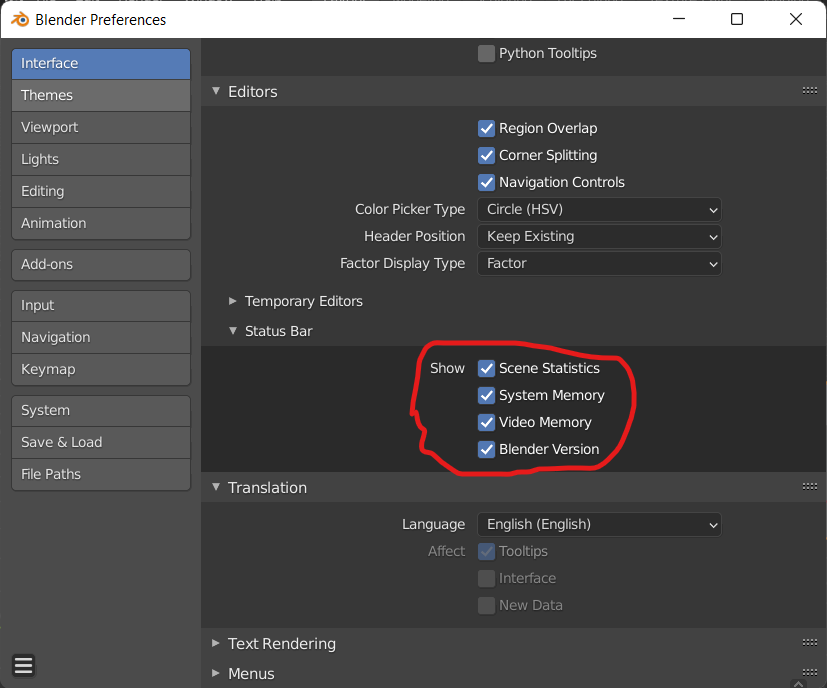 Blender Preferences
Interface
Themes
Viewport
Lights
Editing
Animation
Add-ons
Input
Navigation
Keymap
System
Save & Load
File Paths
Python Tooltips
Editors
Region Overlap
Corner Splitting
Navigation Controls
Color Picker Type Circle (HSV)
Header Position Keep Existing
Factor Display Type Factor
Temporary Editors
Status Bar
Show Scene Statistics
System Memory
Video Memory
Blender Version
Translation
Language English (English)
Affect Tooltips
Interface
New Data
Text Rendering
Menus